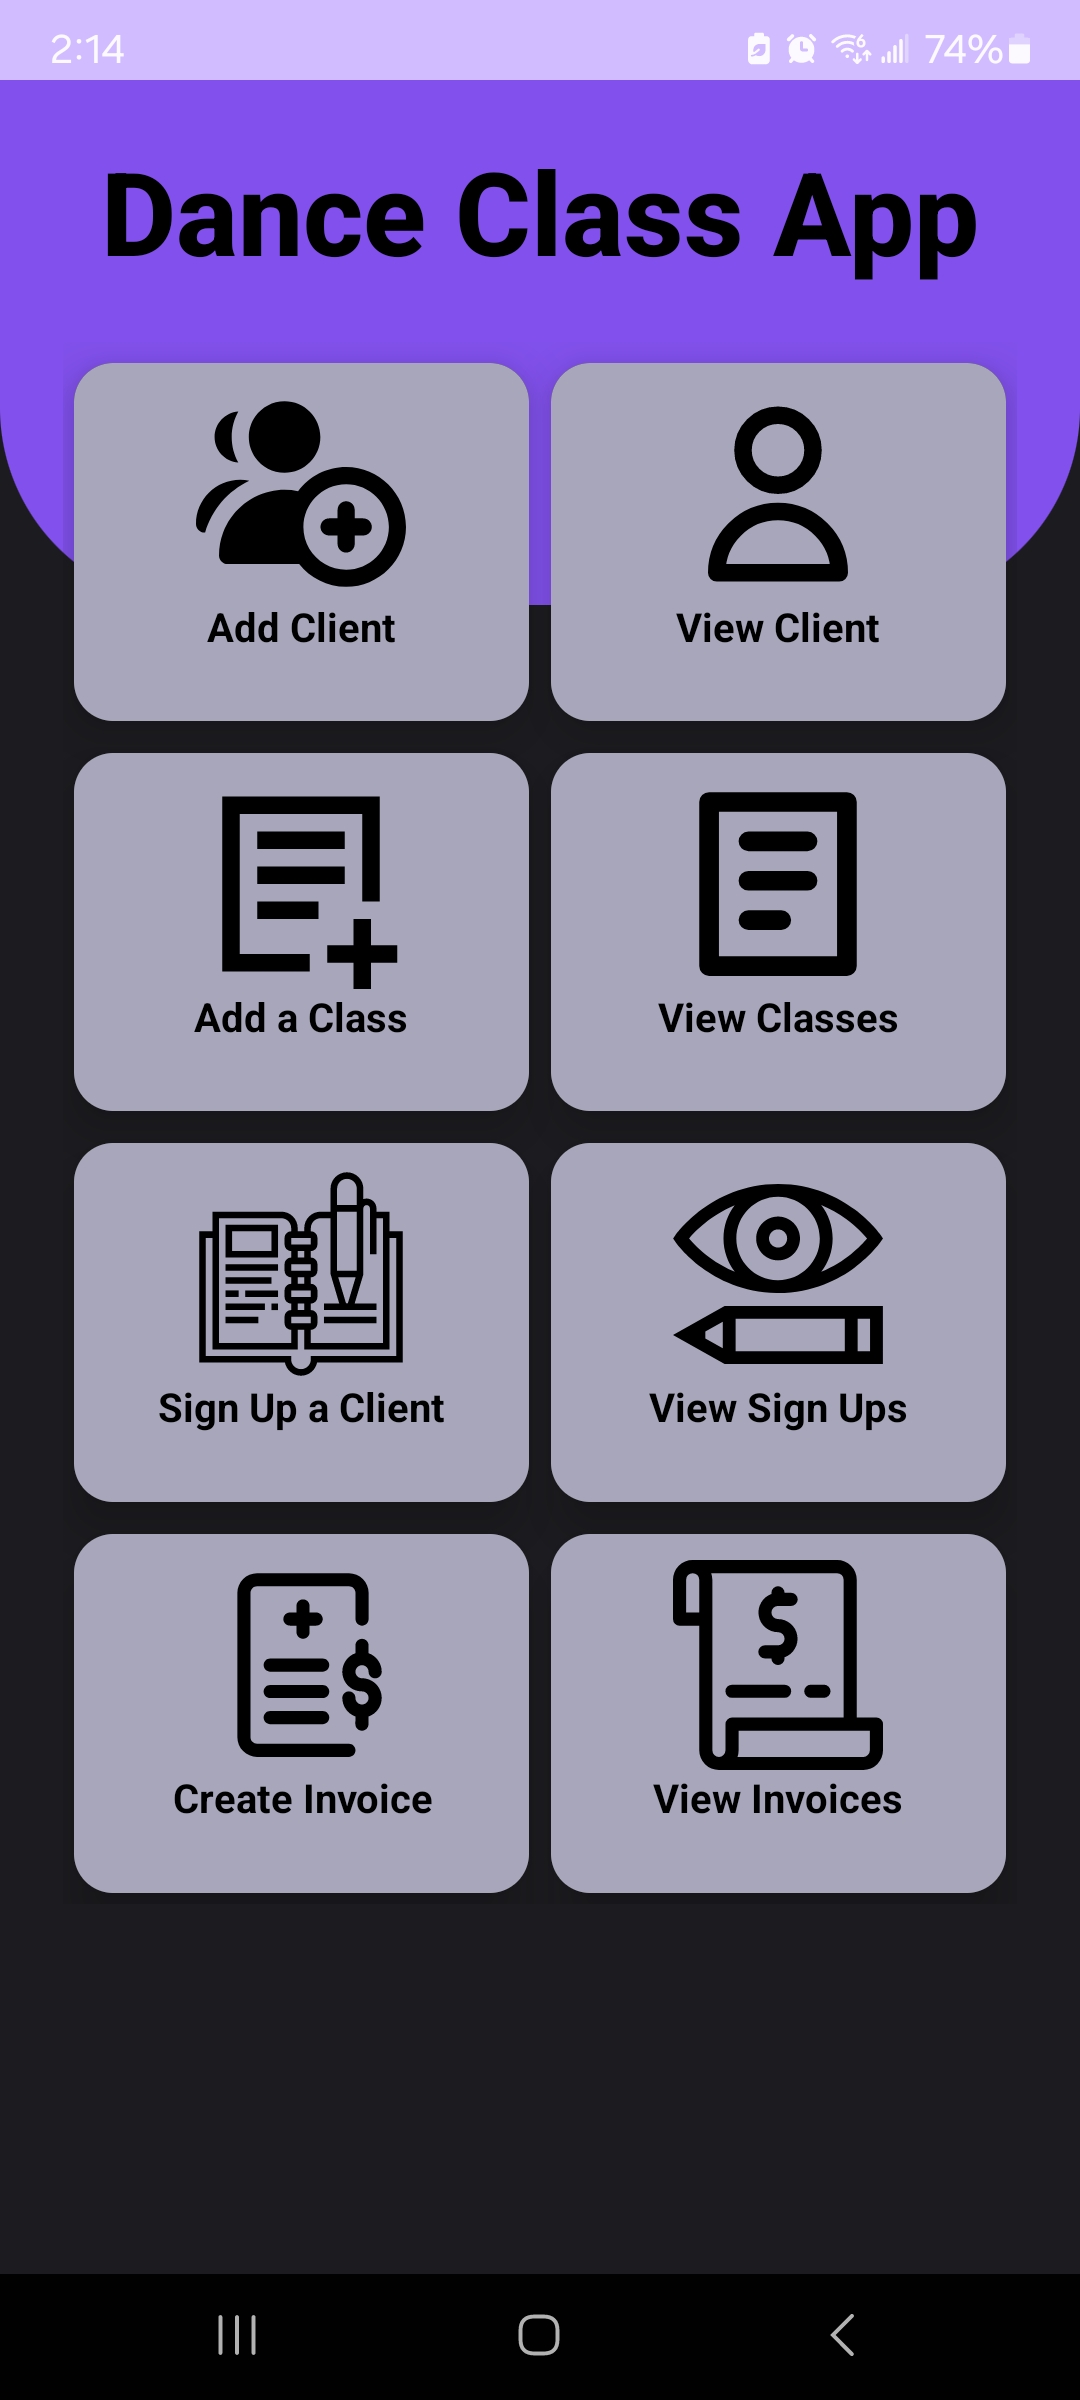 2:14 6 74%
Dance Class App
Add Client View Client
Add a Class View Classes
Sign Up a Client View Sign Ups
Create Invoice View Invoices